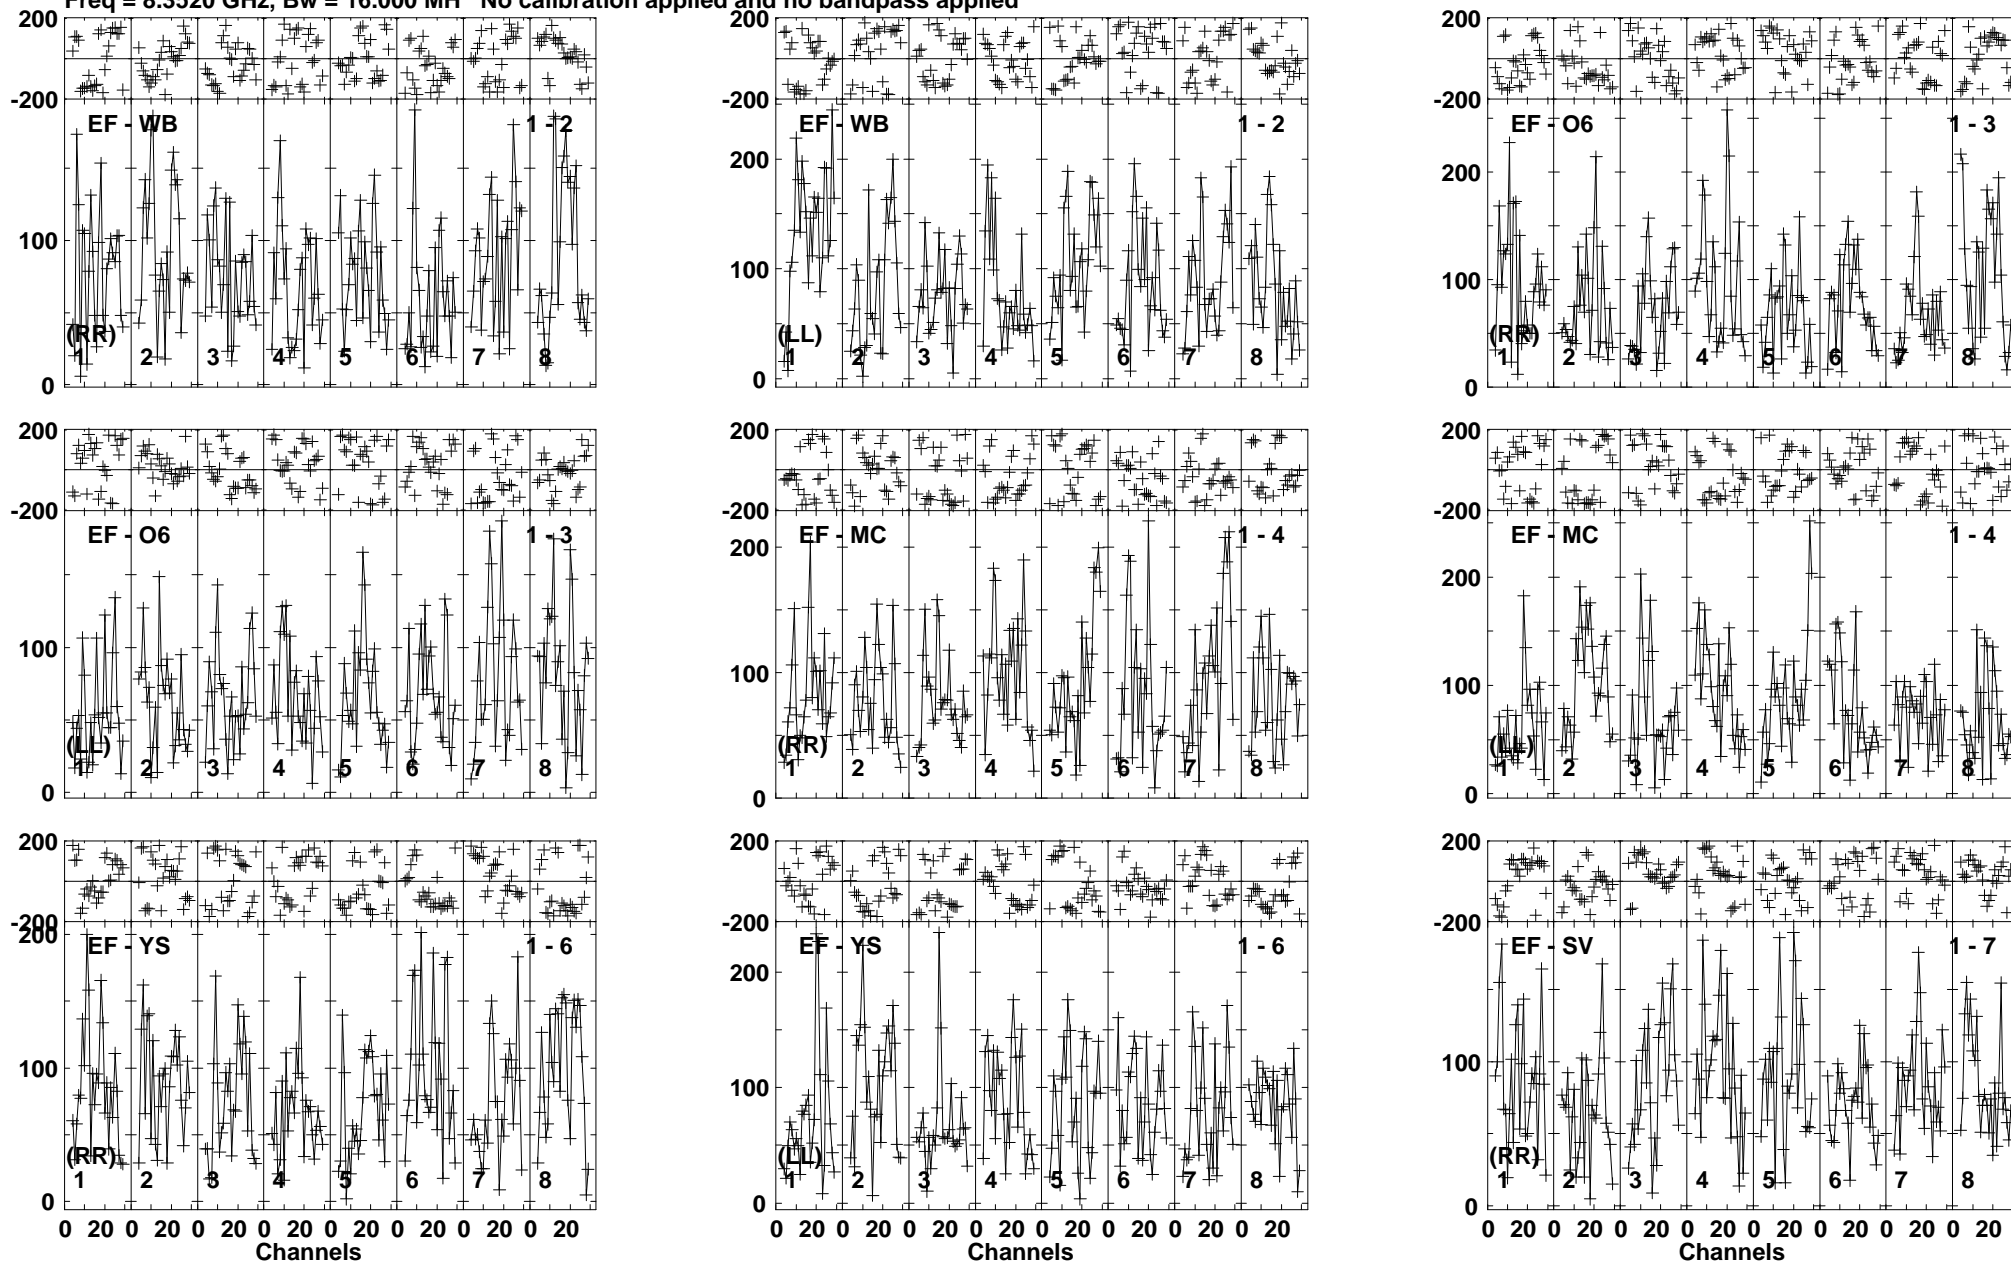 Freq = 8.3520 GHz, Bw = 16.000 MH No calibration applied and no bandpass applied
200 200 200
-200 -200 -200
EF - WB 1 - 2 EF - WB 1 - 2 EF - O6 1 - 3
200 200
100 100 100
(RR) (LL) (RR)
1 2 3 4 5 6 7 8 1 2 3 4 5 6 7 8 1 2 3 4 5 6 7 8
0 0 0
200 200 200
-200 -200 -200
EF - O6 1 - 3 EF - MC 1 - 4 EF - MC 1 - 4
200 200
100 100 100
(LL) (RR) (LL)
1 2 3 4 5 6 7 8 1 2 3 4 5 6 7 8 1 2 3 4 5 6 7 8
0 0 0
200 200 200
-200 -200 -200
200
EF - YS 1 - 6 EF - YS 1 - 6 EF - SV 1 - 7
200
100 100 100
(RR) (LL) (RR)
1 2 3 4 5 6 7 8 1 2 3 4 5 6 7 8 1 2 3 4 5 6 7 8
0 0 0
0 20 0 20 0 20 0 20 0 20 0 20 0 20 0 20 0 20 0 20 0 20 0 20 0 20 0 20 0 20 0 20 0 20 0 20 0 20 0 20 0 20 0 20 0 20 0 20
Channels Channels Channels